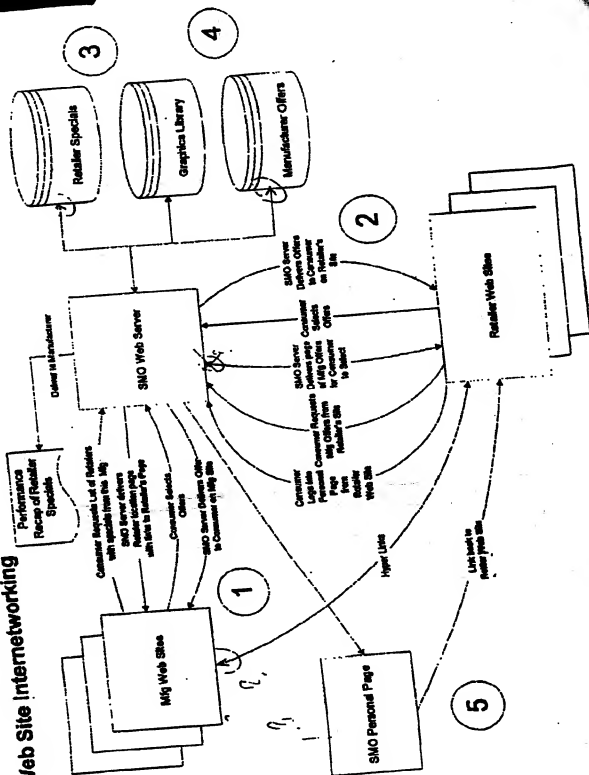 Web Site Internetworking
Performance
Recap of Retailer
Specials
Deliver to Manufacturer
SMO Web Server
Retailer Specials
3
Graphics Library
4
Manufacturer Offers
Consumer Requests List of Retailers
with specials from this Mfg
SMO Server delivers
Retailer location page
with links to Retailer's Page
Consumer Selects
Offers
SMO Server Delivers Offer
to Consumer on Mfg Site
Mfg Web Sites
1
SMO Server
Delivers Offers
to Consumer
on Retailer's
Site
Consumer
Selects
Offers
SMO Server
Delivers page
of Mfg Offers
for Consumer
to Select
Consumer Requests
Mfg Offers from
Retailer's Site
Consumer
Logs into
Personal
Page
from
Retailer
Web Site
2
Retailer Web Sites
Hyper Links
Link back to
Retailer Web Site
SMO Personal Page
5